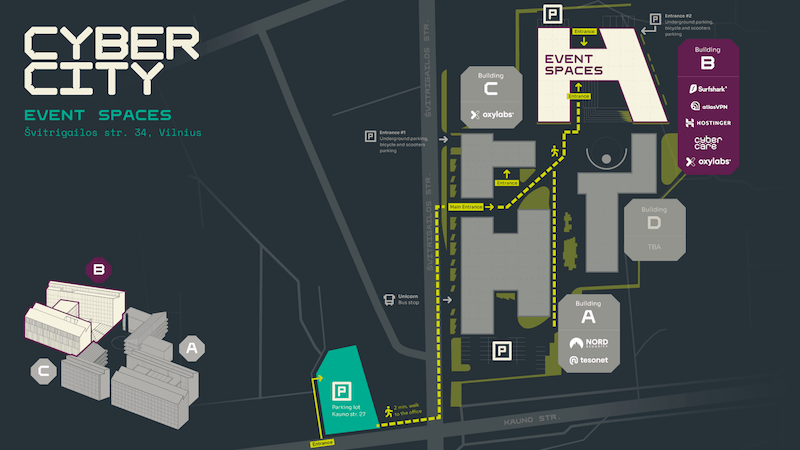 CYBER
CITY
EVENT SPACES
Švitrigailos str. 34, Vilnius
P
P
Entrance #2
Underground parking,
bicycle and scooters
parking
Entrance
EVENT
SPACES
Entrance
Building
B
Surfshark
atlasVPN
HOSTINGER
cyber
care
oxylabs
Building
C
oxylabs
P
Entrance #1
Underground parking,
bicycle and scooters
parking
ŠVITRIGAILOS STR.
Entrance
Main Entrance
ŠVITRIGAILOS STR.
Building
D
TBA
Unicorn
Bus stop
Building
A
NORD
SECURITY
tesonet
P
P
Parking lot
Kauno str. 27
2 min. walk
to the office
Entrance
KAUNO STR.
B
A
C